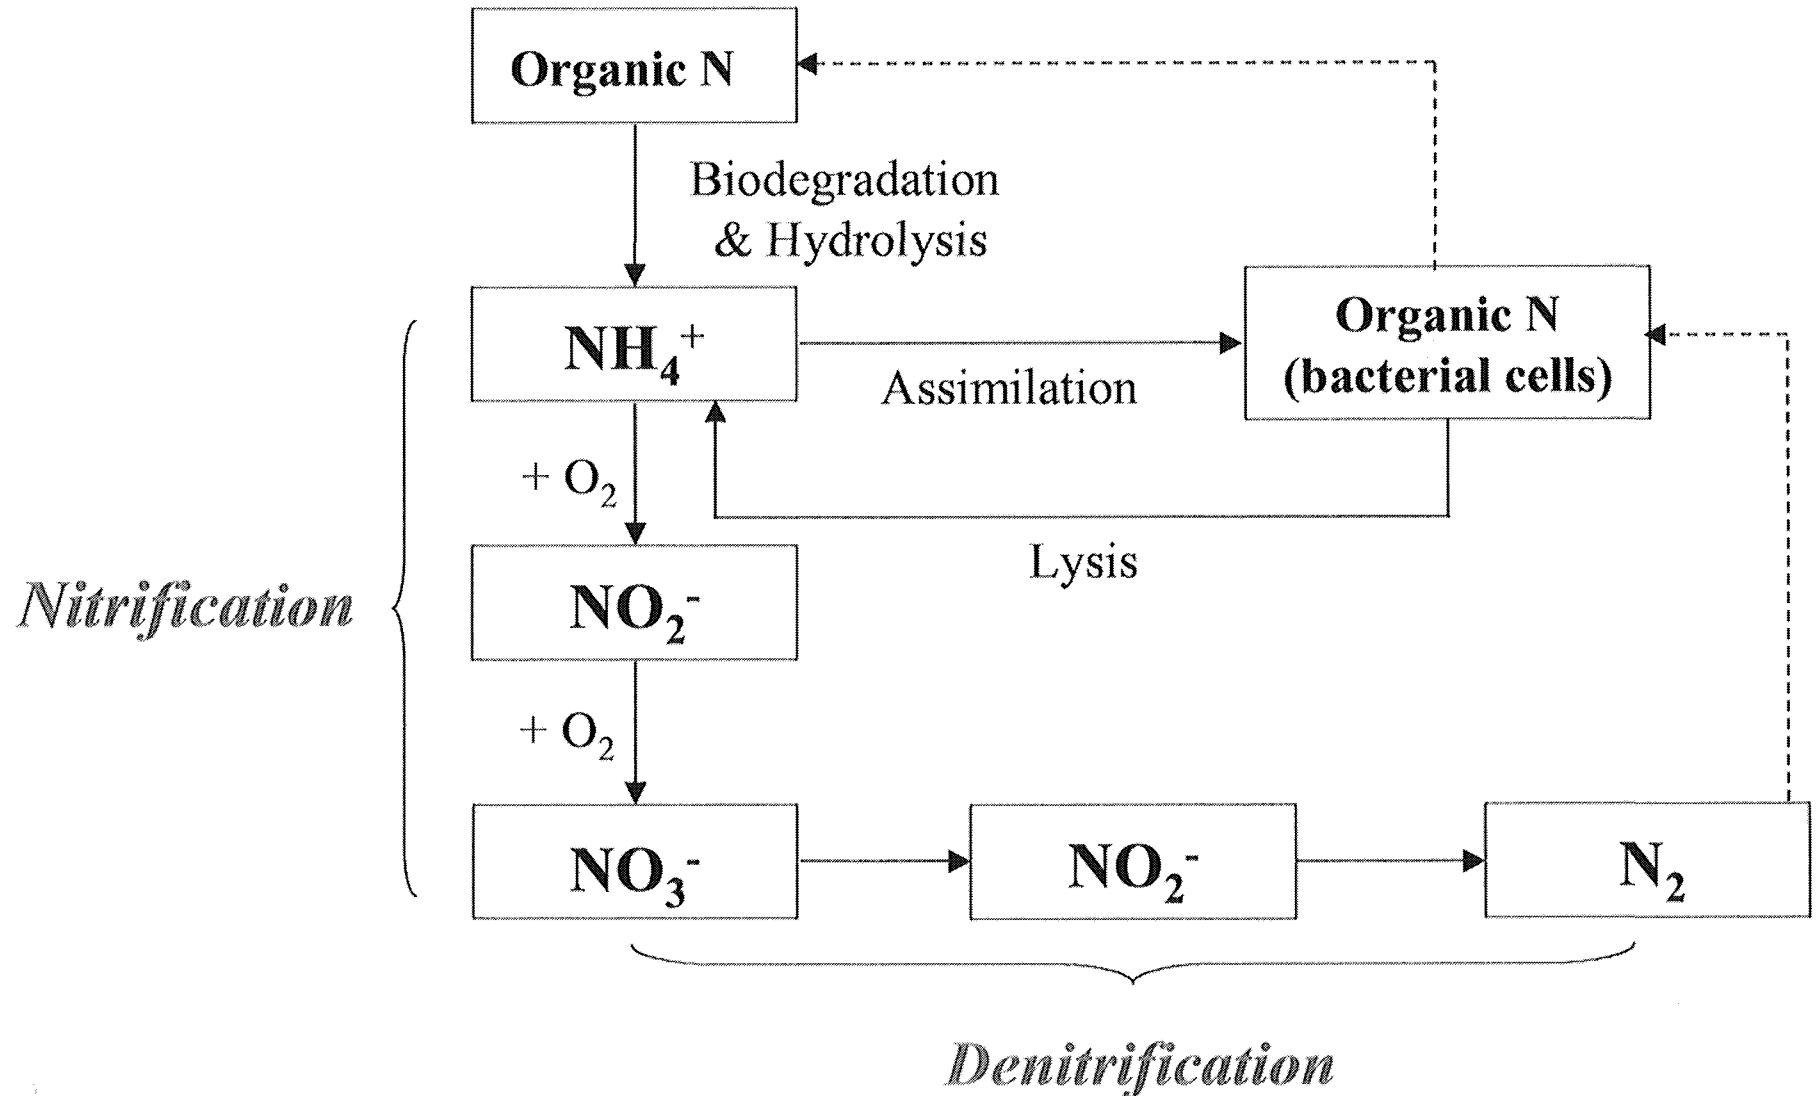 Organic N
Biodegradation
& Hydrolysis
NH₄⁺
Assimilation
Organic N
(bacterial cells)
+ O₂
Lysis
Nitrification
NO₂⁻
+ O₂
NO₃⁻
NO₂⁻
N₂
Denitrification